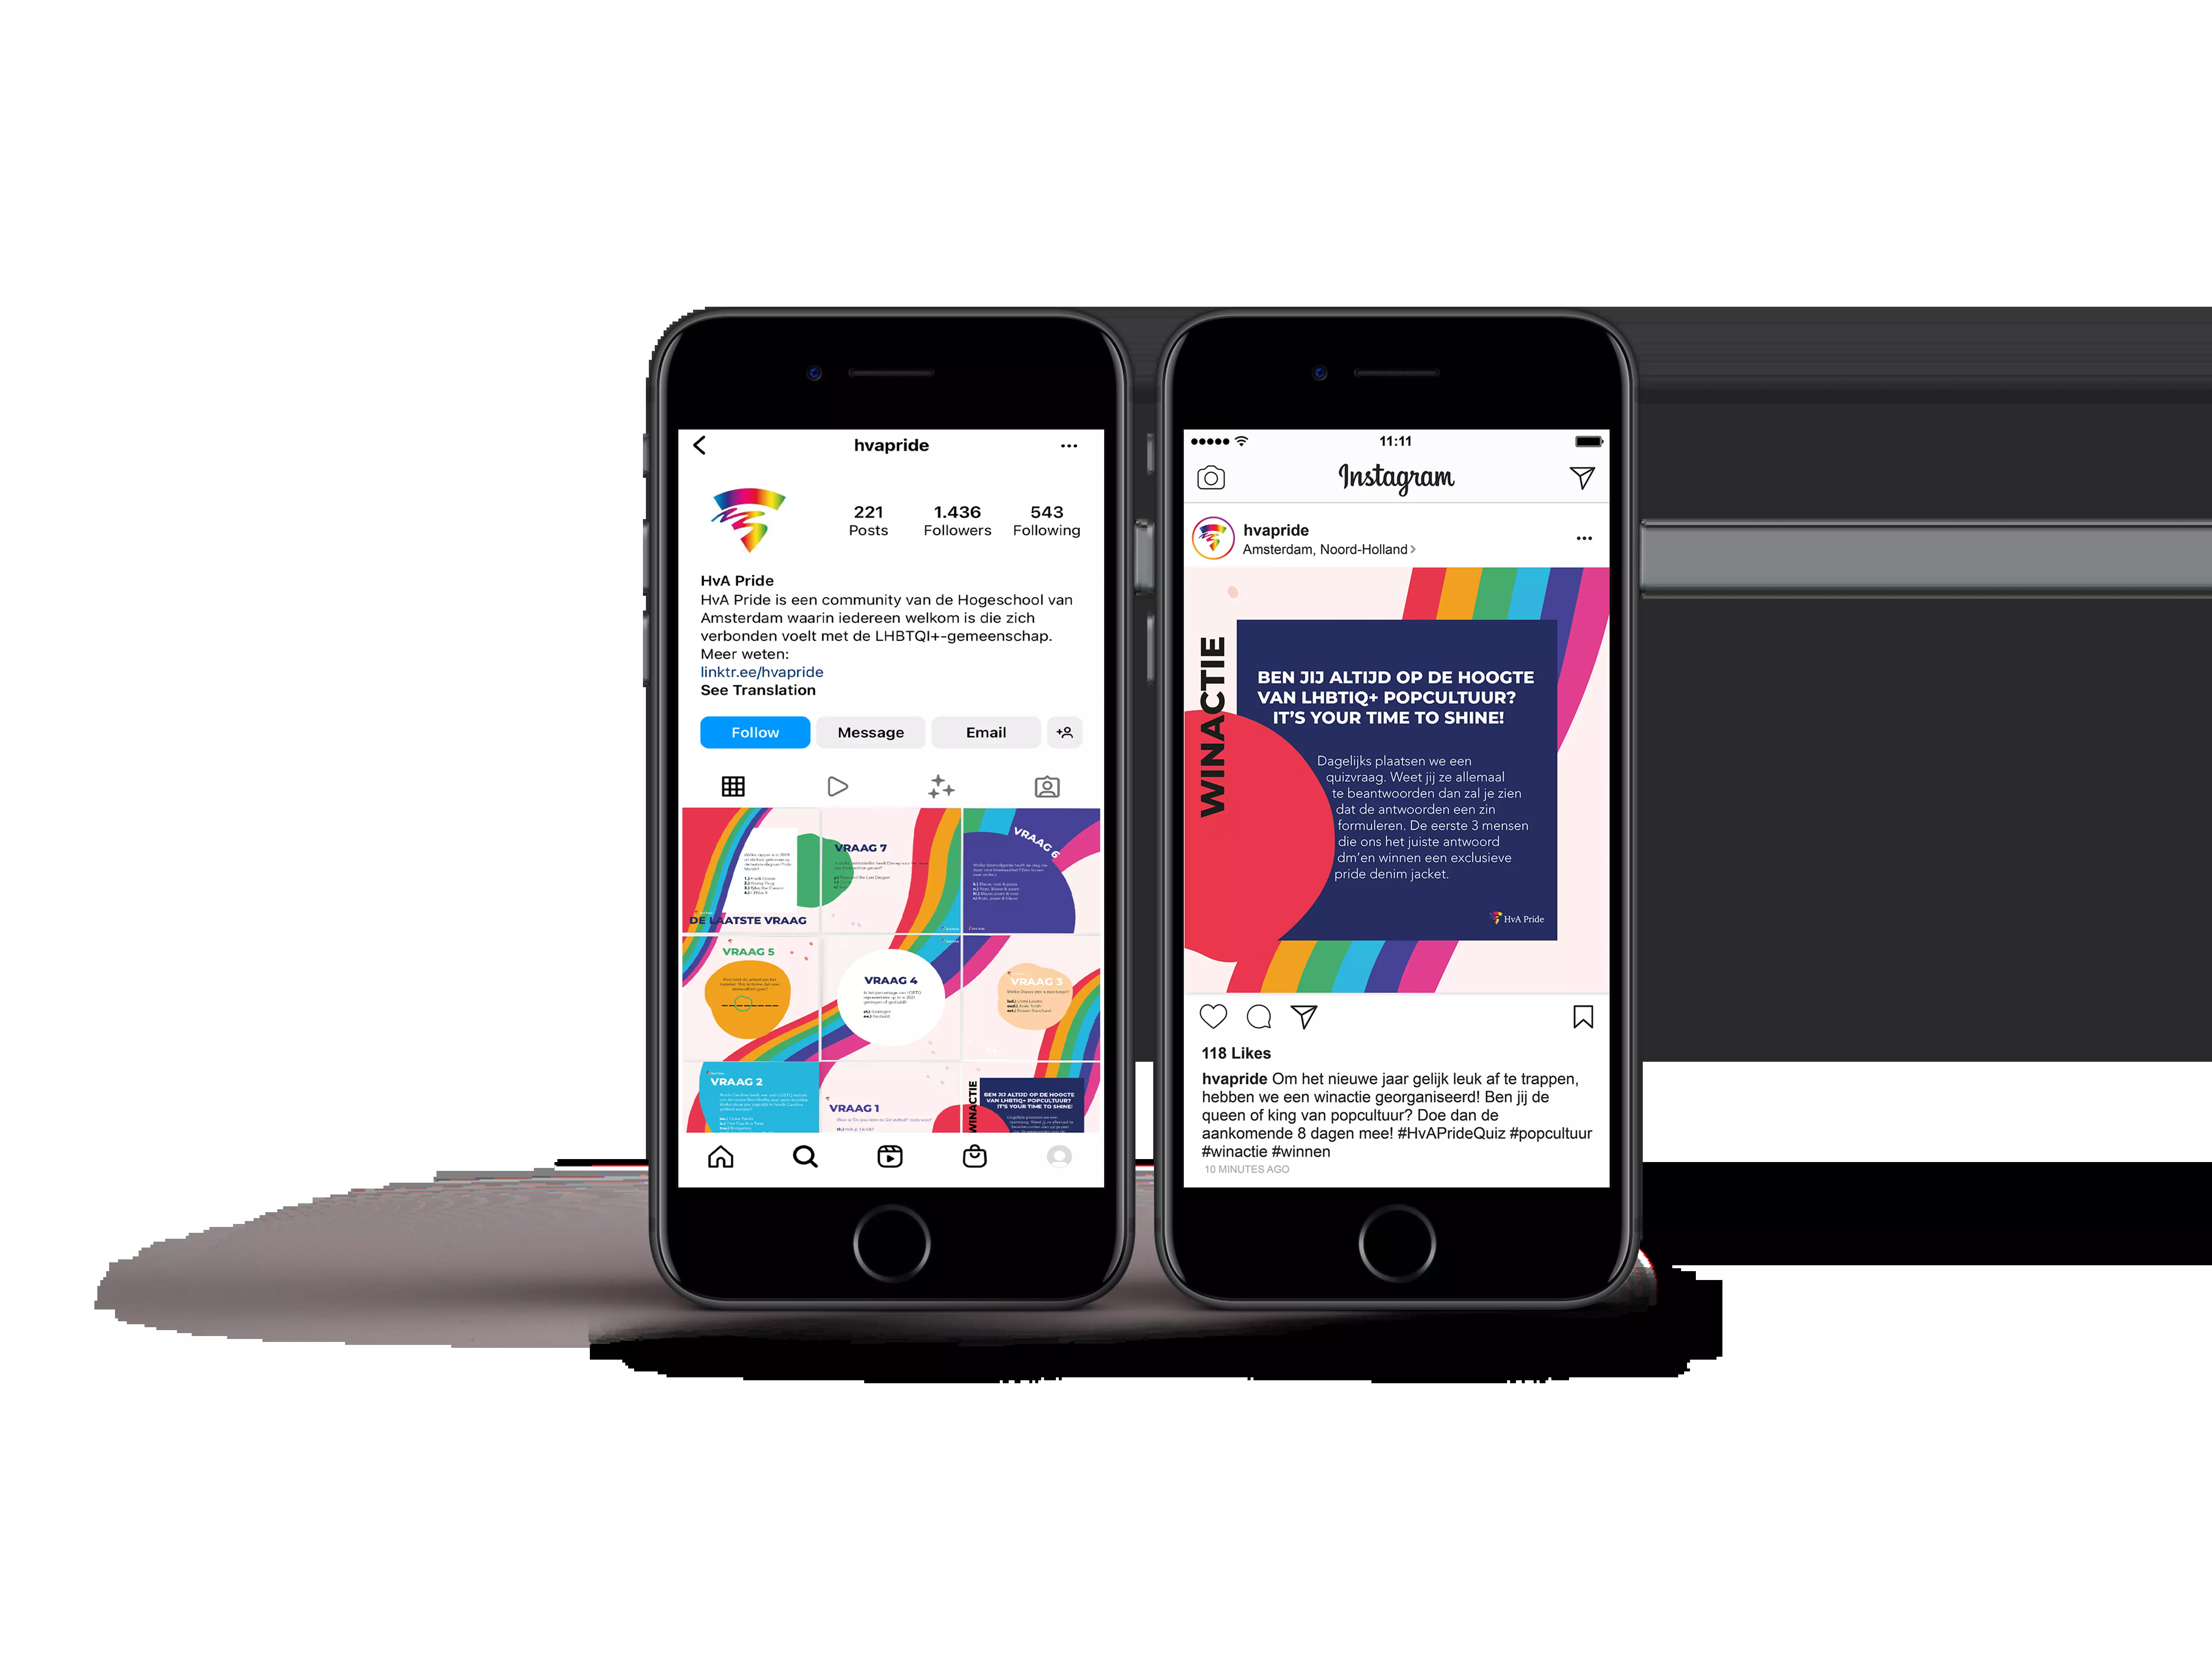 hvapride
221 1.436 543
Posts Followers Following
HvA Pride
HvA Pride is een community van de Hogeschool van
Amsterdam waarin iedereen welkom is die zich
verbonden voelt met de LHBTQI+-gemeenschap.
Meer weten:
linktr.ee/hvapride
See Translation
Follow Message Email
DE LAATSTE VRAAG
VRAAG 7
VRAAG 6
VRAAG 5
VRAAG 4
VRAAG 3
VRAAG 2
VRAAG 1
WINACTIE
BEN JIJ ALTIJD OP DE HOOGTE
VAN LHBTIQ+ POPCULTUUR?
IT'S YOUR TIME TO SHINE!
11:11
Instagram
hvapride
Amsterdam, Noord-Holland
WINACTIE
BEN JIJ ALTIJD OP DE HOOGTE
VAN LHBTIQ+ POPCULTUUR?
IT'S YOUR TIME TO SHINE!
Dagelijks plaatsen we een
quizvraag. Weet jij ze allemaal
te beantwoorden dan zal je zien
dat de antwoorden een zin
formuleren. De eerste 3 mensen
die ons het juiste antwoord
dm'en winnen een exclusieve
pride denim jacket.
HvA Pride
118 Likes
hvapride Om het nieuwe jaar gelijk leuk af te trappen,
hebben we een winactie georganiseerd! Ben jij de
queen of king van popcultuur? Doe dan de
aankomende 8 dagen mee! #HvAPrideQuiz #popcultuur
#winactie #winnen
10 MINUTES AGO